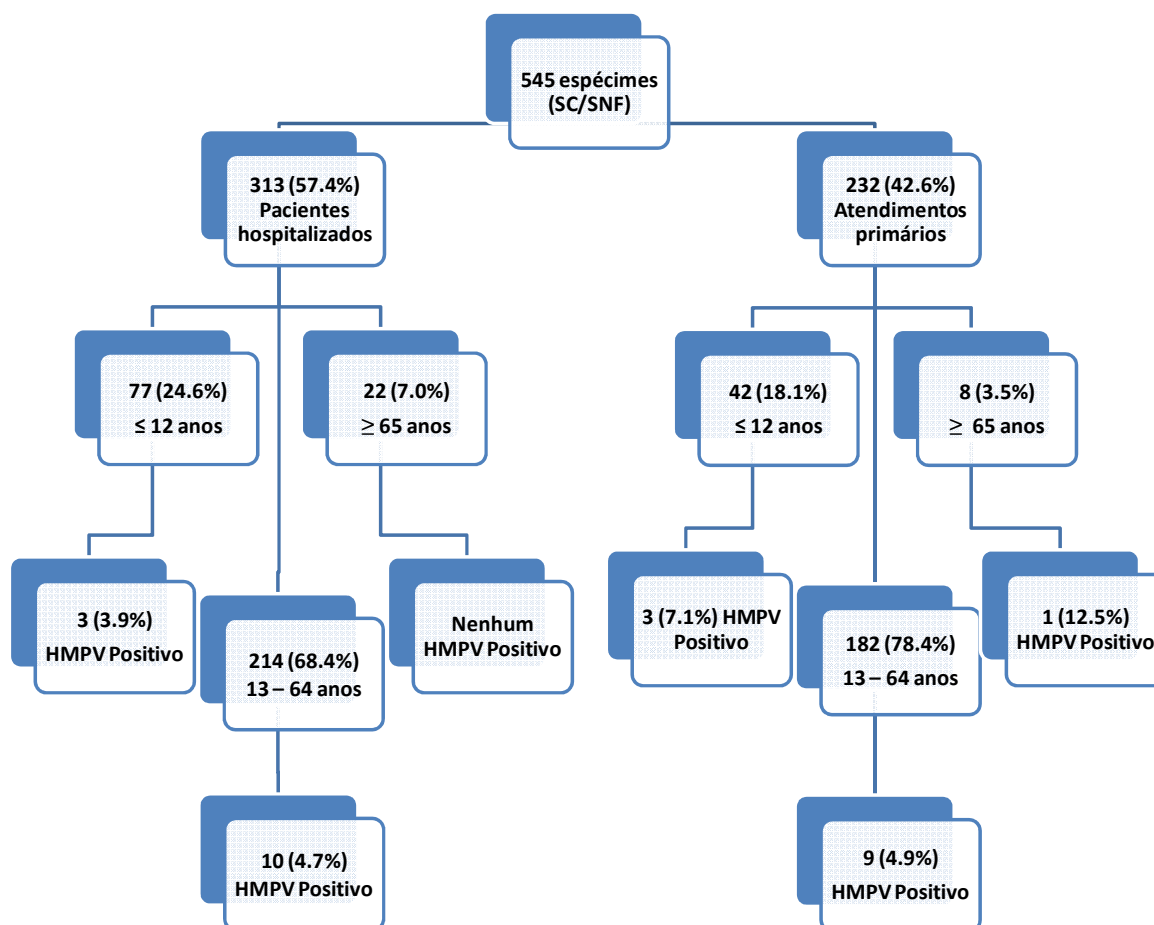 545 espécimes
(SC/SNF)
313 (57.4%)
Pacientes
hospitalizados
232 (42.6%)
Atendimentos
primários
77 (24.6%)
≤ 12 anos
22 (7.0%)
≥ 65 anos
42 (18.1%)
≤ 12 anos
8 (3.5%)
≥ 65 anos
3 (3.9%)
HMPV Positivo
214 (68.4%)
13 – 64 anos
Nenhum
HMPV Positivo
3 (7.1%) HMPV
Positivo
182 (78.4%)
13 – 64 anos
1 (12.5%)
HMPV Positivo
10 (4.7%)
HMPV Positivo
9 (4.9%)
HMPV Positivo